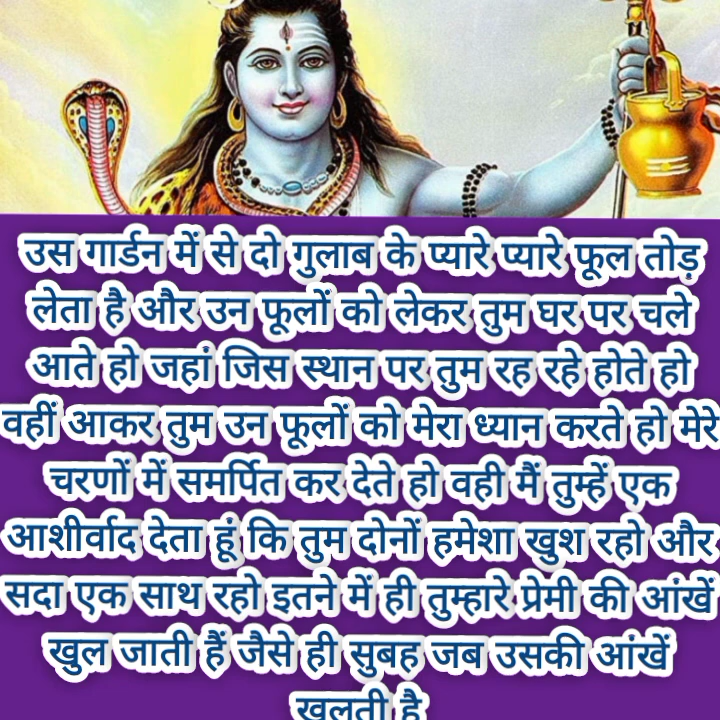 उस गार्डन में से दो गुलाब के प्यारे प्यारे फूल तोड़
लेता है और उन फूलों को लेकर तुम घर पर चले
आते हो जहां जिस स्थान पर तुम रह रहे होते हो
वहीं आकर तुम उन फूलों को मेरा ध्यान करते हो मेरे
चरणों में समर्पित कर देते हो वही मैं तुम्हें एक
आशीर्वाद देता हूं कि तुम दोनों हमेशा खुश रहो और
सदा एक साथ रहो इतने में ही तुम्हारे प्रेमी की आंखें
खुल जाती हैं जैसे ही सुबह जब उसकी आंखें
खुलती है